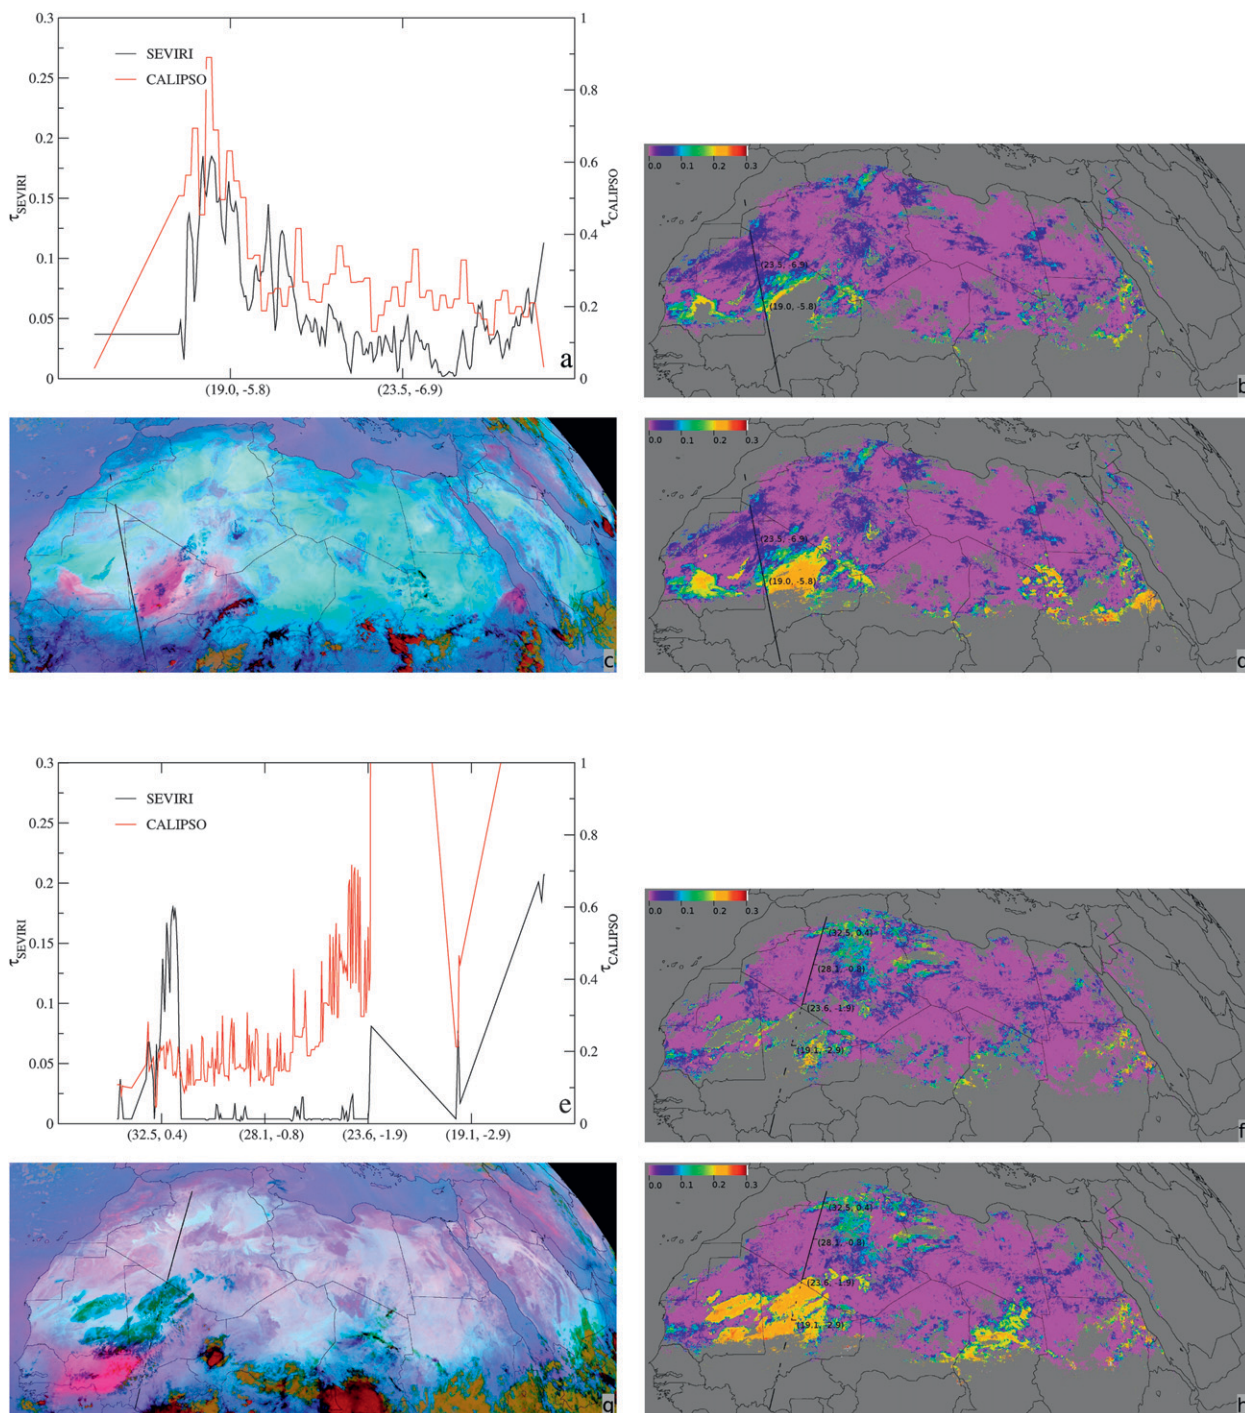 0.3
0.25
0.2
0.15
0.1
0.05
0
τSEVIRI
SEVIRI
CALIPSO
1
0.8
0.6
0.4
0.2
0
τCALIPSO
a
(19.0, -5.8)
(23.5, -6.9)
0.0 0.1 0.2 0.3
(23.5, -6.9)
(19.0, -5.8)
b
c
0.0 0.1 0.2 0.3
(23.5, -6.9)
(19.0, -5.8)
d
0.3
0.25
0.2
0.15
0.1
0.05
0
τSEVIRI
SEVIRI
CALIPSO
1
0.8
0.6
0.4
0.2
0
τCALIPSO
e
(32.5, 0.4)
(28.1, -0.8)
(23.6, -1.9)
(19.1, -2.9)
0.0 0.1 0.2 0.3
(32.5, 0.4)
(28.1, -0.8)
(23.6, -1.9)
(19.1, -2.9)
f
g
0.0 0.1 0.2 0.3
(32.5, 0.4)
(28.1, -0.8)
(23.6, -1.9)
(19.1, -2.9)
h